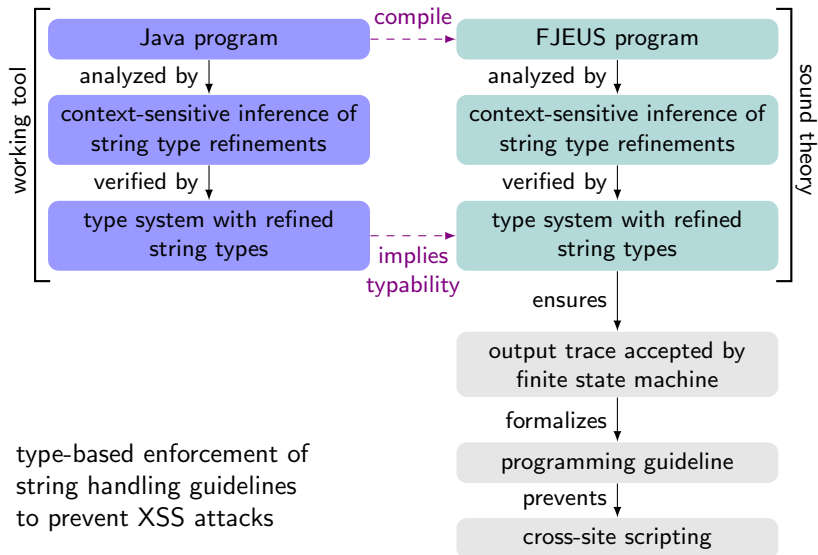 compile
Java program
FJEUS program
analyzed by
analyzed by
working tool
sound theory
context-sensitive inference of
string type refinements
context-sensitive inference of
string type refinements
verified by
verified by
type system with refined
string types
type system with refined
string types
implies
typability
ensures
output trace accepted by
finite state machine
formalizes
type-based enforcement of
string handling guidelines
to prevent XSS attacks
programming guideline
prevents
cross-site scripting